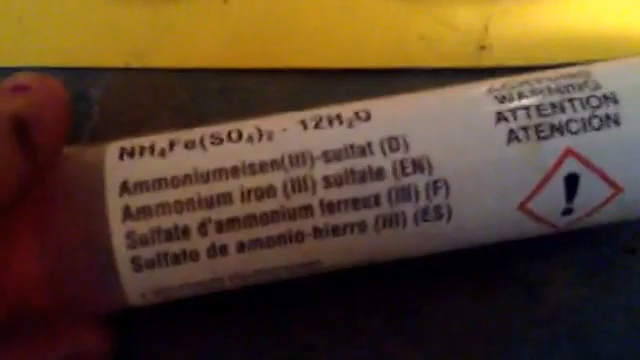 NH₄Fe(SO₄)₂ · 12H₂O
Ammoniumeisen(III)-sulfat (D)
Ammonium iron (III) sulfate (EN)
Sulfate d'ammonium ferreux (III) (F)
Sulfato de amonio-hierro (III) (ES)
ACHTUNG
WARNING
ATTENTION
ATENCIÓN